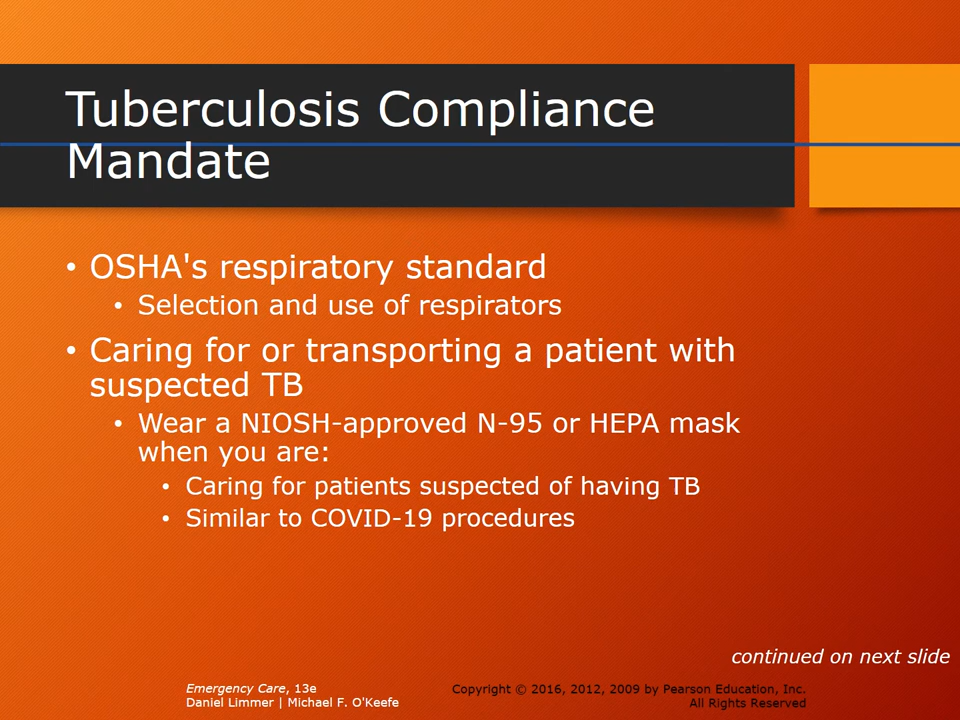 Tuberculosis Compliance
Mandate
• OSHA's respiratory standard
• Selection and use of respirators
• Caring for or transporting a patient with
suspected TB
• Wear a NIOSH-approved N-95 or HEPA mask
when you are:
• Caring for patients suspected of having TB
• Similar to COVID-19 procedures
continued on next slide
Emergency Care, 13e
Daniel Limmer | Michael F. O'Keefe
Copyright © 2016, 2012, 2009 by Pearson Education, Inc.
All Rights Reserved